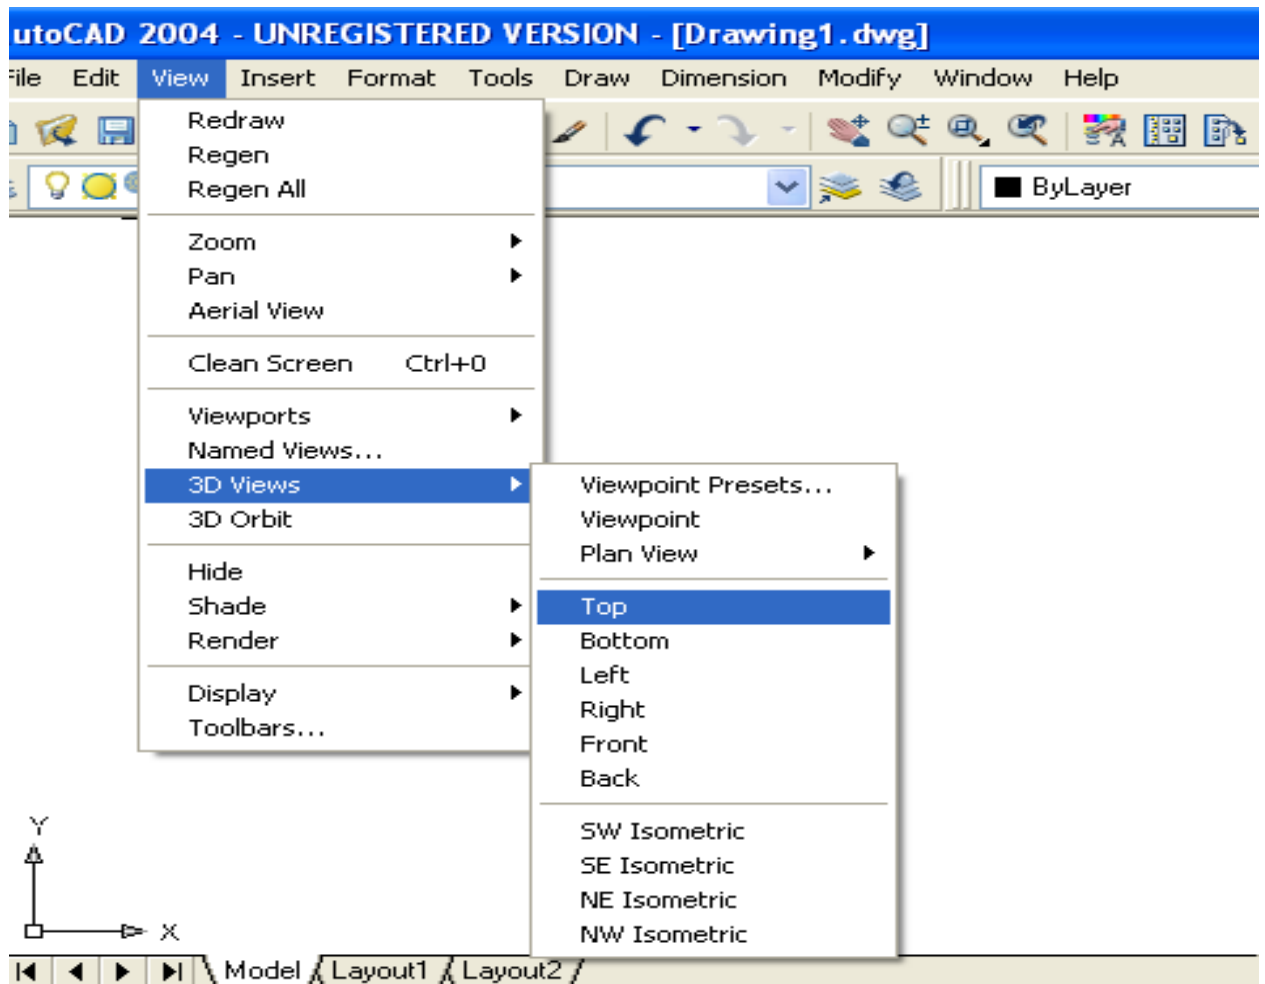 utoCAD 2004 - UNREGISTERED VERSION - [Drawing1.dwg]
File Edit View Insert Format Tools Draw Dimension Modify Window Help
ByLayer
Redraw
Regen
Regen All
Zoom
Pan
Aerial View
Clean Screen Ctrl+0
Viewports
Named Views...
3D Views
3D Orbit
Hide
Shade
Render
Display
Toolbars...
Viewpoint Presets...
Viewpoint
Plan View
Top
Bottom
Left
Right
Front
Back
SW Isometric
SE Isometric
NE Isometric
NW Isometric
Y
X
Model Layout1 Layout2